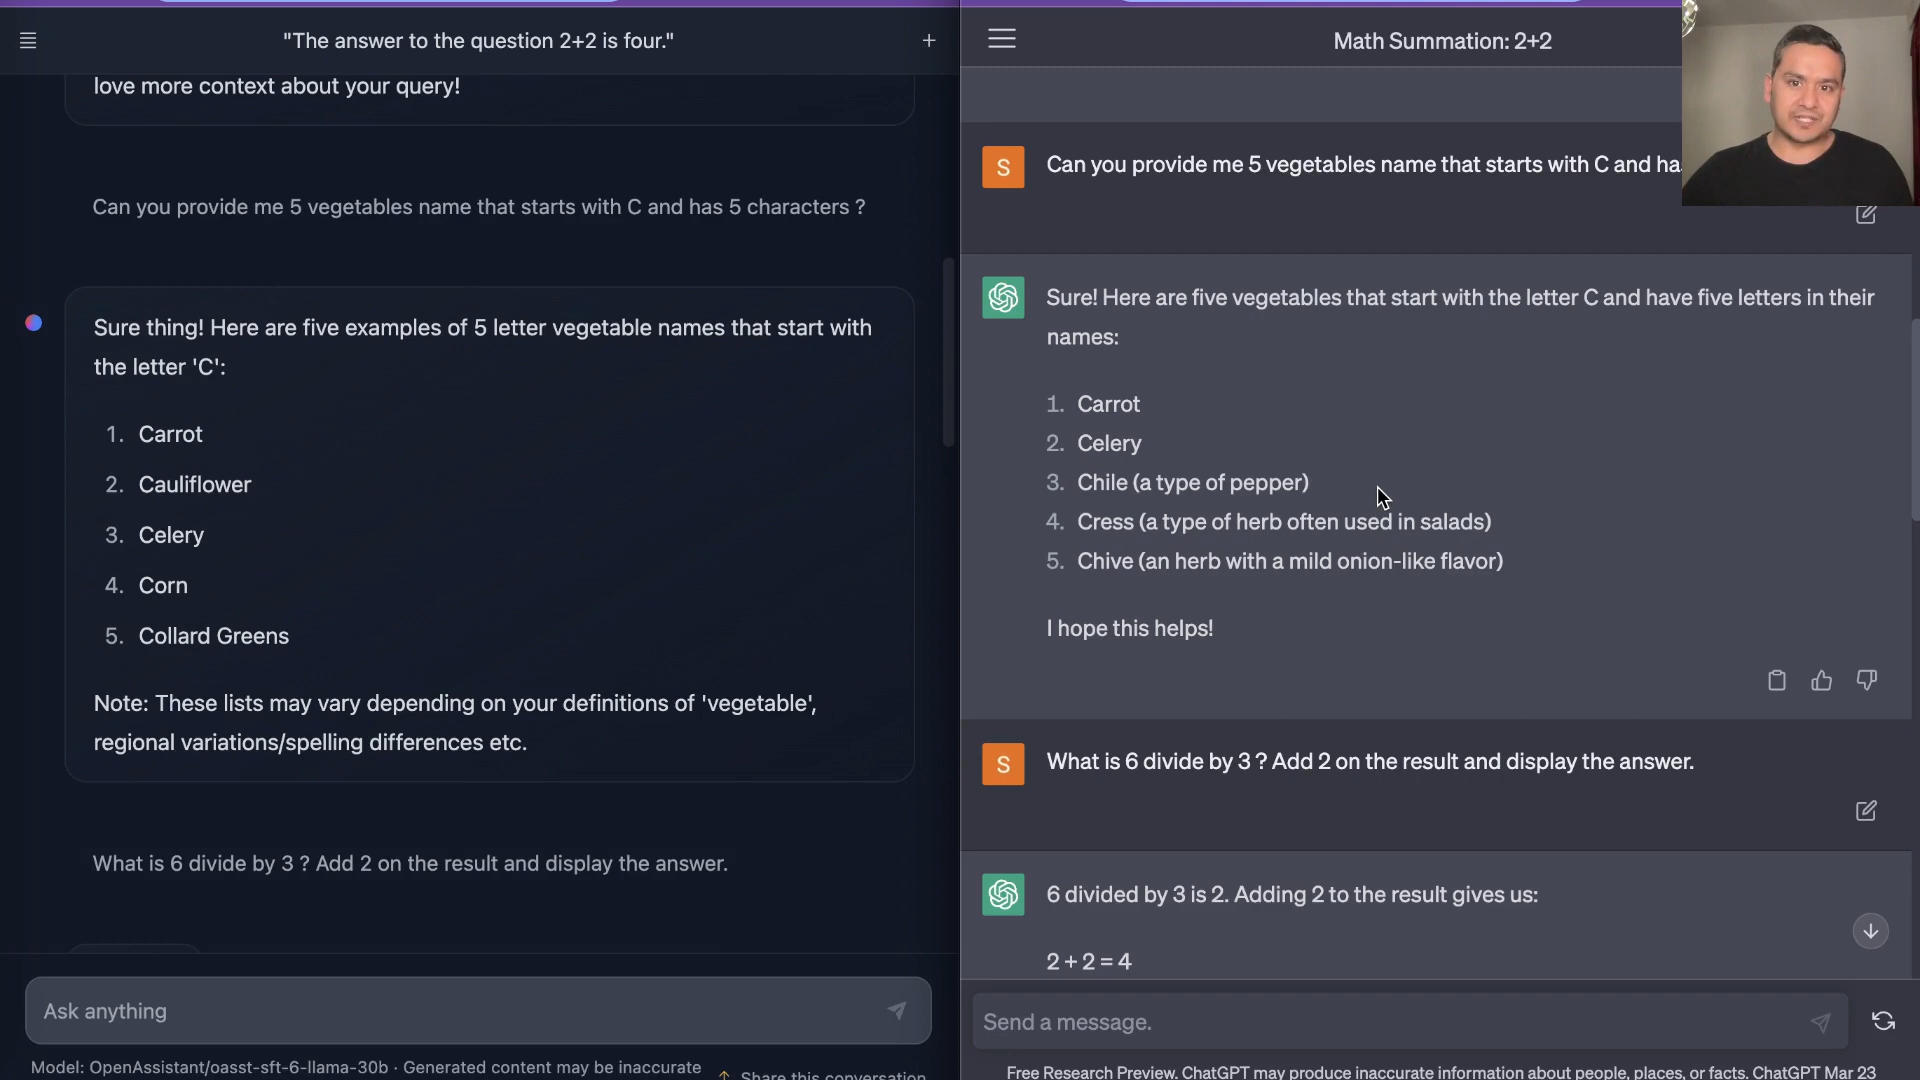 "The answer to the question 2+2 is four."
+
love more context about your query!
Can you provide me 5 vegetables name that starts with C and has 5 characters ?
Sure thing! Here are five examples of 5 letter vegetable names that start with
the letter 'C':
1. Carrot
2. Cauliflower
3. Celery
4. Corn
5. Collard Greens
Note: These lists may vary depending on your definitions of 'vegetable',
regional variations/spelling differences etc.
What is 6 divide by 3 ? Add 2 on the result and display the answer.
Ask anything
Model: OpenAssistant/oasst-sft-6-llama-30b · Generated content may be inaccurate
Share this conversation
Math Summation: 2+2
S
Can you provide me 5 vegetables name that starts with C and ha
Sure! Here are five vegetables that start with the letter C and have five letters in their
names:
1. Carrot
2. Celery
3. Chile (a type of pepper)
4. Cress (a type of herb often used in salads)
5. Chive (an herb with a mild onion-like flavor)
I hope this helps!
S
What is 6 divide by 3 ? Add 2 on the result and display the answer.
6 divided by 3 is 2. Adding 2 to the result gives us:
2 + 2 = 4
Send a message.
Free Research Preview. ChatGPT may produce inaccurate information about people, places, or facts. ChatGPT Mar 23